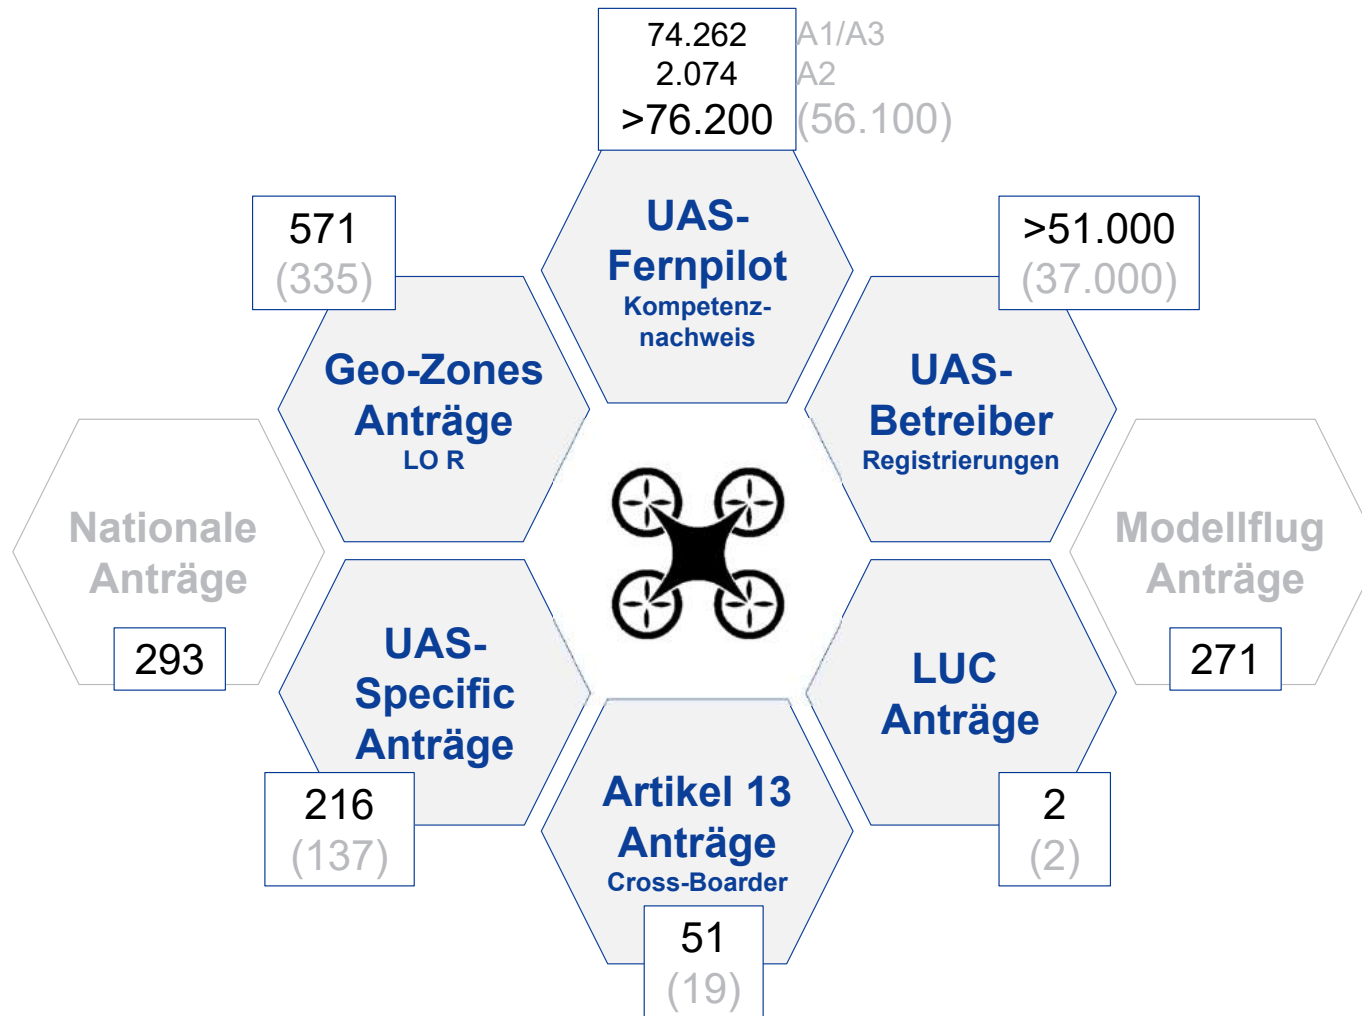 74.262 A1/A3
2.074 A2
>76.200 (56.100)
UAS-
Fernpilot
Kompetenz-
nachweis
571
(335)
Geo-Zones
Anträge
LO R
>51.000
(37.000)
UAS-
Betreiber
Registrierungen
Nationale
Anträge
293
Modellflug
Anträge
271
UAS-
Specific
Anträge
216
(137)
LUC
Anträge
2
(2)
Artikel 13
Anträge
Cross-Boarder
51
(19)